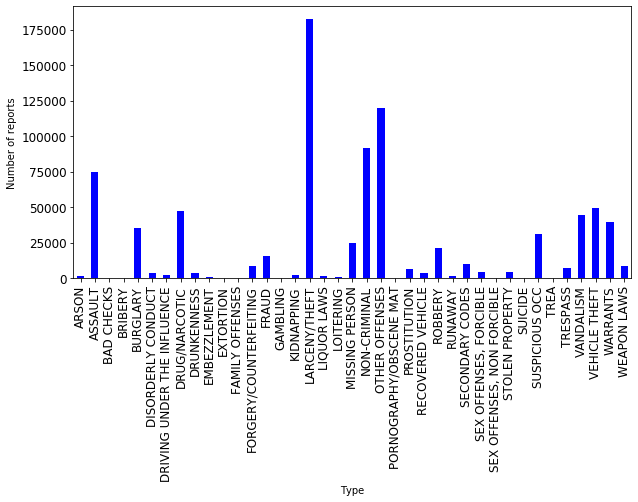 175000
150000
125000
100000
75000
50000
25000
0
Number of reports
ARSON
ASSAULT
BAD CHECKS
BRIBERY
BURGLARY
DISORDERLY CONDUCT
DRIVING UNDER THE INFLUENCE
DRUG/NARCOTIC
DRUNKENNESS
EMBEZZLEMENT
EXTORTION
FAMILY OFFENSES
FORGERY/COUNTERFEITING
FRAUD
GAMBLING
KIDNAPPING
LARCENY/THEFT
LIQUOR LAWS
LOITERING
MISSING PERSON
NON-CRIMINAL
OTHER OFFENSES
PORNOGRAPHY/OBSCENE MAT
PROSTITUTION
RECOVERED VEHICLE
ROBBERY
RUNAWAY
SECONDARY CODES
SEX OFFENSES, FORCIBLE
SEX OFFENSES, NON FORCIBLE
STOLEN PROPERTY
SUICIDE
SUSPICIOUS OCC
TREA
TRESPASS
VANDALISM
VEHICLE THEFT
WARRANTS
WEAPON LAWS
Type